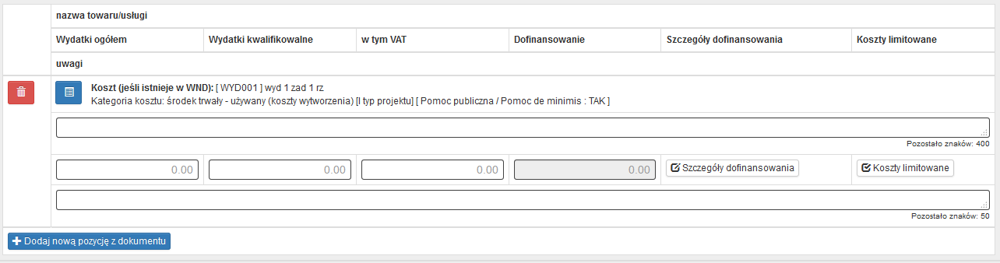 nazwa towaru/usługi
Wydatki ogółem Wydatki kwalifikowalne w tym VAT Dofinansowanie Szczegóły dofinansowania Koszty limitowane
uwagi
Koszt (jeśli istnieje w WND): [ WYD001 ] wyd 1 zad 1 rz
Kategoria kosztu: środek trwały - używany (koszty wytworzenia) [I typ projektu] [ Pomoc publiczna / Pomoc de minimis : TAK ]
Pozostało znaków: 400
0.00 0.00 0.00 0.00 Szczegóły dofinansowania Koszty limitowane
Pozostało znaków: 50
Dodaj nową pozycję z dokumentu